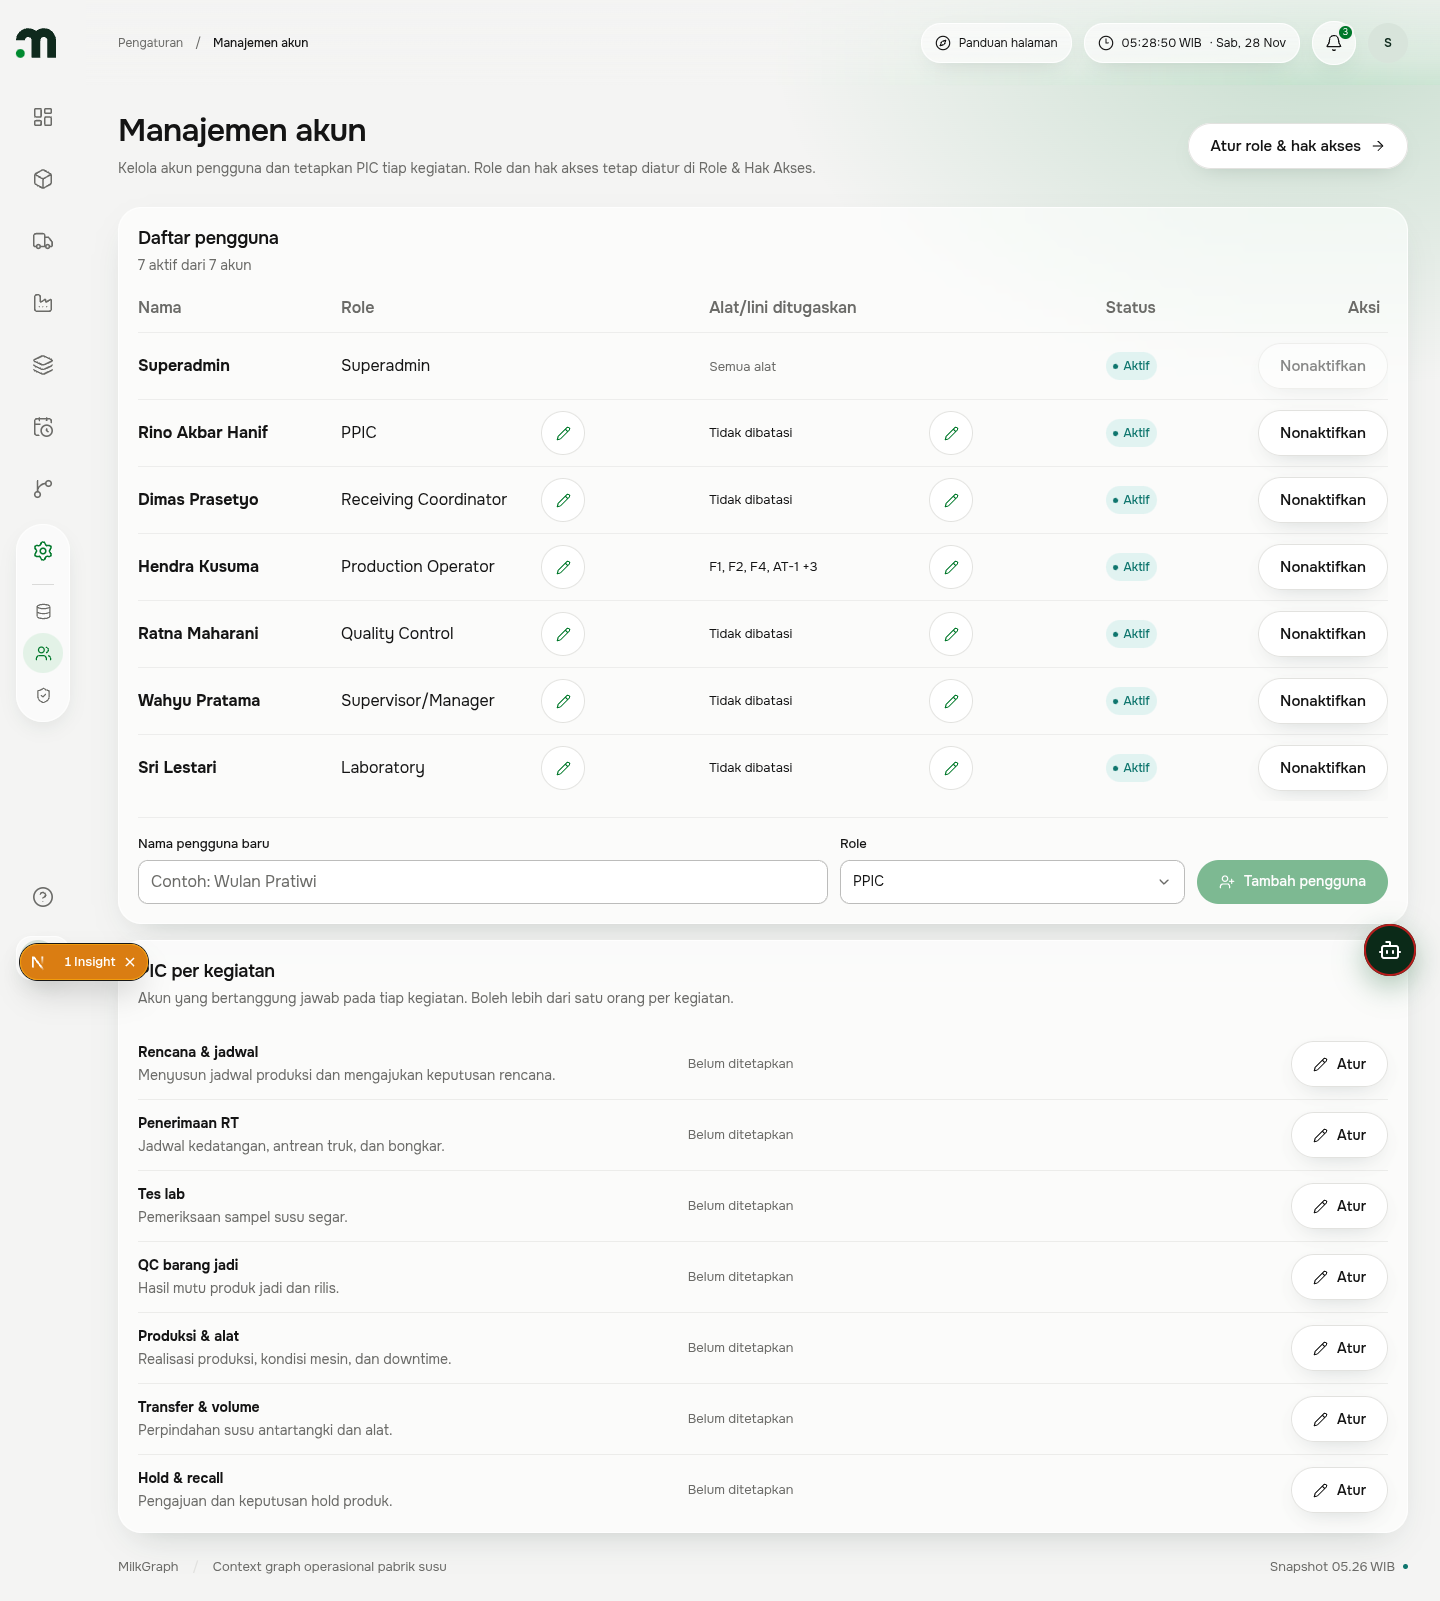 Pengaturan / Manajemen akun
Panduan halaman
05:28:50 WIB · Sab, 28 Nov
3
S
Manajemen akun
Kelola akun pengguna dan tetapkan PIC tiap kegiatan. Role dan hak akses tetap diatur di Role & Hak Akses.
Atur role & hak akses
Daftar pengguna
7 aktif dari 7 akun
Nama Role Alat/lini ditugaskan Status Aksi
Superadmin Superadmin Semua alat Aktif Nonaktifkan
Rino Akbar Hanif PPIC Tidak dibatasi Aktif Nonaktifkan
Dimas Prasetyo Receiving Coordinator Tidak dibatasi Aktif Nonaktifkan
Hendra Kusuma Production Operator F1, F2, F4, AT-1 +3 Aktif Nonaktifkan
Ratna Maharani Quality Control Tidak dibatasi Aktif Nonaktifkan
Wahyu Pratama Supervisor/Manager Tidak dibatasi Aktif Nonaktifkan
Sri Lestari Laboratory Tidak dibatasi Aktif Nonaktifkan
Nama pengguna baru Role
Contoh: Wulan Pratiwi PPIC Tambah pengguna
1 Insight
PIC per kegiatan
Akun yang bertanggung jawab pada tiap kegiatan. Boleh lebih dari satu orang per kegiatan.
Rencana & jadwal
Menyusun jadwal produksi dan mengajukan keputusan rencana.
Belum ditetapkan
Atur
Penerimaan RT
Jadwal kedatangan, antrean truk, dan bongkar.
Belum ditetapkan
Atur
Tes lab
Pemeriksaan sampel susu segar.
Belum ditetapkan
Atur
QC barang jadi
Hasil mutu produk jadi dan rilis.
Belum ditetapkan
Atur
Produksi & alat
Realisasi produksi, kondisi mesin, dan downtime.
Belum ditetapkan
Atur
Transfer & volume
Perpindahan susu antartangki dan alat.
Belum ditetapkan
Atur
Hold & recall
Pengajuan dan keputusan hold produk.
Belum ditetapkan
Atur
MilkGraph / Context graph operasional pabrik susu
Snapshot 05.26 WIB